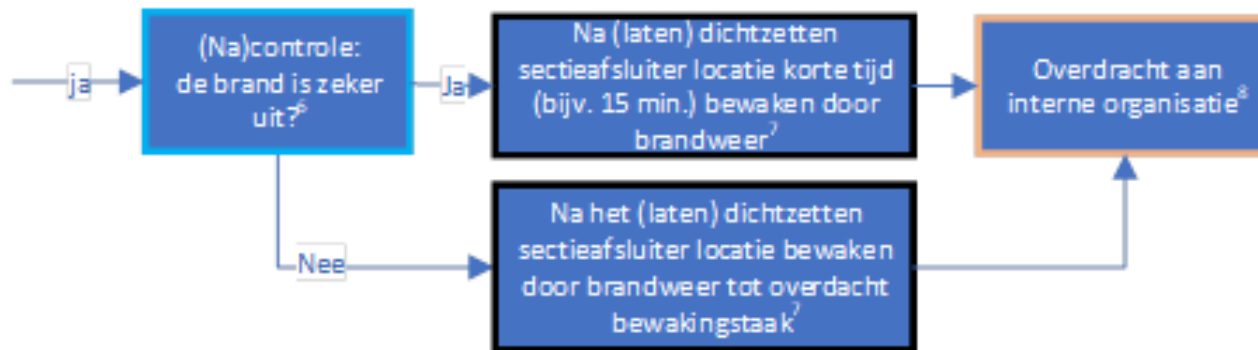 ja
(Na)controle:
de brand is zeker
uit?⁶
Ja
Na (laten) dichtzetten
sectieafsluiter locatie korte tijd
(bijv. 15 min.) bewaken door
brandweer⁷
Overdracht aan
interne organisatie⁸
Nee
Na het (laten) dichtzetten
sectieafsluiter locatie bewaken
door brandweer tot overdacht
bewakingstaak⁷